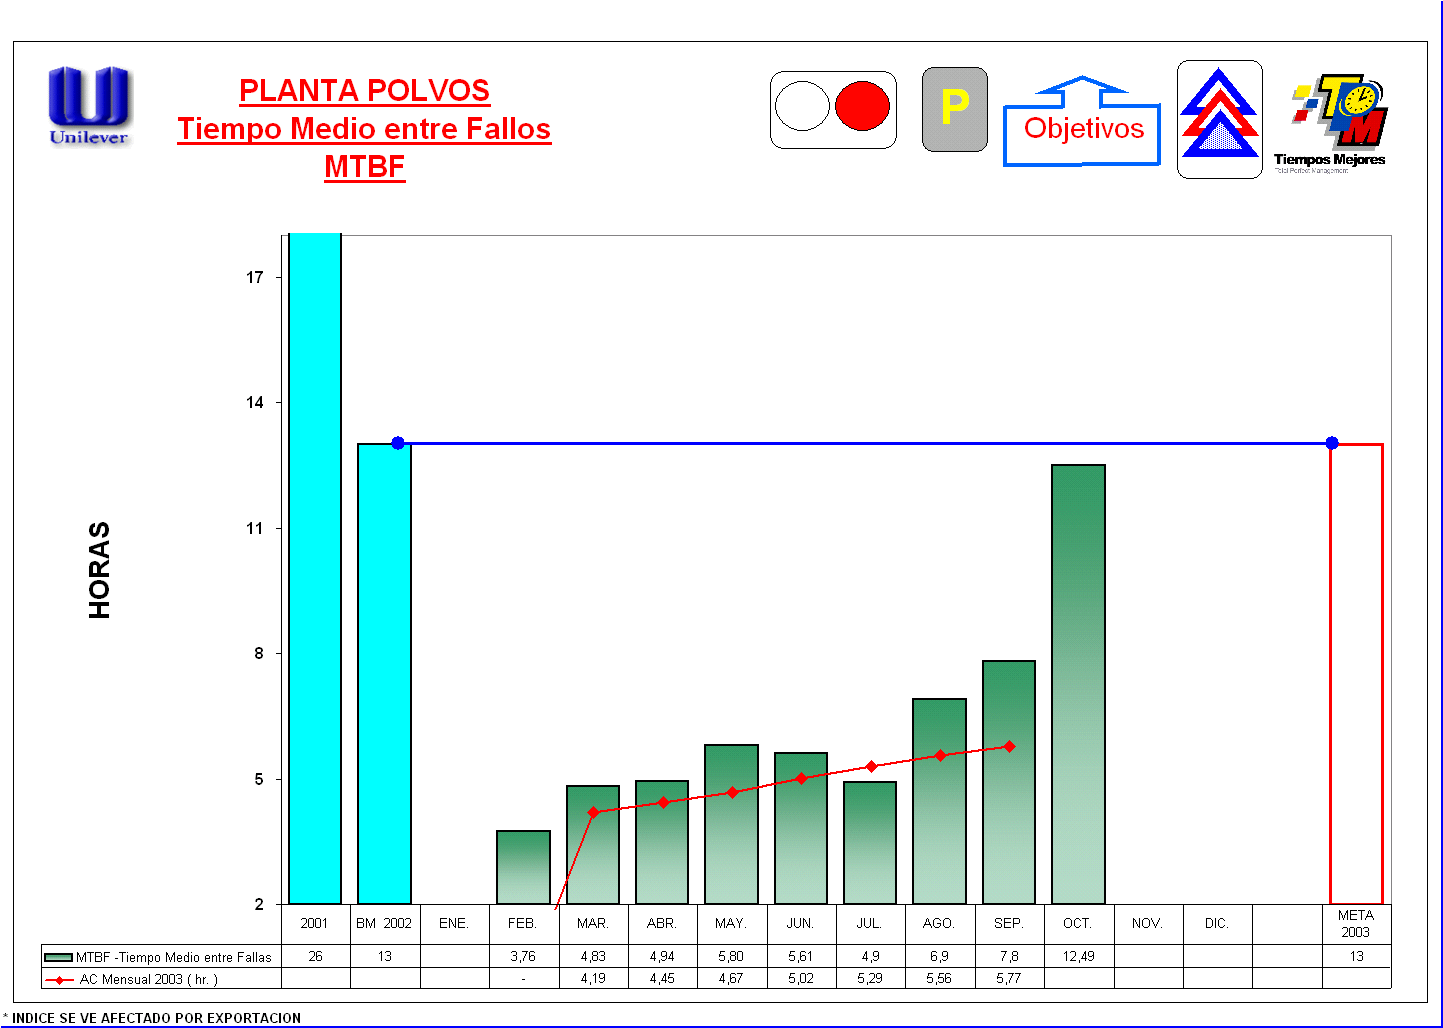 Unilever
PLANTA POLVOS
Tiempo Medio entre Fallos
MTBF
P
Objetivos
TPM
Tiempos Mejores
Total Perfect Management
HORAS
17
14
11
8
5
2
2001 BM 2002 ENE. FEB. MAR. ABR. MAY. JUN. JUL. AGO. SEP. OCT. NOV. DIC. META 2003
MTBF -Tiempo Medio entre Fallas 26 13 3,76 4,83 4,94 5,80 5,61 4,9 6,9 7,8 12,49 13
AC Mensual 2003 ( hr. ) - 4,19 4,45 4,67 5,02 5,29 5,56 5,77
* INDICE SE VE AFECTADO POR EXPORTACION